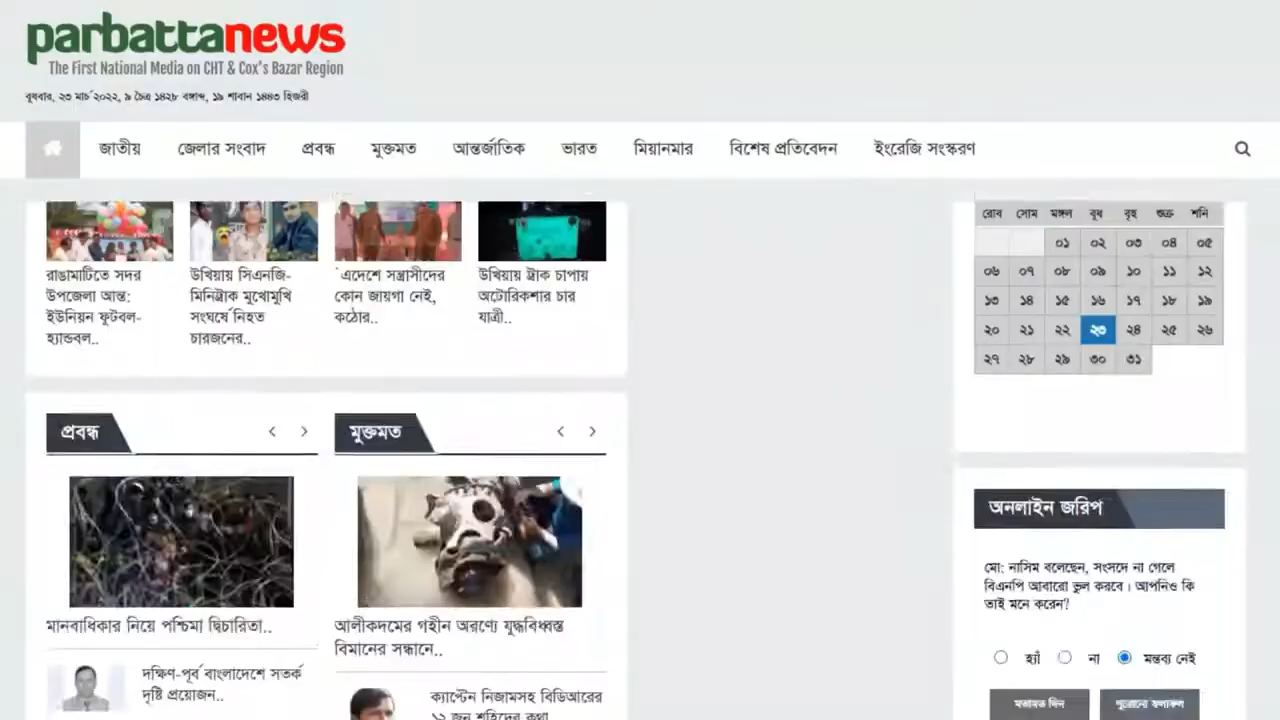 parbattanews
The First National Media on CHT & Cox's Bazar Region
বুধবার, ২৩ মার্চ ২০২২, ৯ চৈত্র ১৪২৮ বঙ্গাব্দ, ১৯ শাবান ১৪৪৩ হিজরী
জাতীয় জেলার সংবাদ প্রবন্ধ মুক্তমত আন্তর্জাতিক ভারত মিয়ানমার বিশেষ প্রতিবেদন ইংরেজি সংস্করণ
রাঙামাটিতে সদর
উপজেলা আন্ত:
ইউনিয়ন ফুটবল-
হ্যান্ডবল..
উখিয়ায় সিএনজি-
মিনিট্রাক মুখোমুখি
সংঘর্ষে নিহত
চারজনের..
`এদেশে সন্ত্রাসীদের
কোন জায়গা নেই,
কঠোর..
উখিয়ায় ট্রাক চাপায়
অটোরিকশার চার
যাত্রী..
রোব সোম মঙ্গল বুধ বৃহ শুক্র শনি
০১ ০২ ০৩ ০৪ ০৫
০৬ ০৭ ০৮ ০৯ ১০ ১১ ১২
১৩ ১৪ ১৫ ১৬ ১৭ ১৮ ১৯
২০ ২১ ২২ ২৩ ২৪ ২৫ ২৬
২৭ ২৮ ২৯ ৩০ ৩১
প্রবন্ধ
মানবাধিকার নিয়ে পশ্চিমা দ্বিচারিতা..
দক্ষিণ-পূর্ব বাংলাদেশে সতর্ক
দৃষ্টি প্রয়োজন..
মুক্তমত
আলীকদমের গহীন অরণ্যে যুদ্ধবিধ্বস্ত
বিমানের সন্ধানে..
ক্যাপ্টেন নিজামসহ বিডিআরের
১২ জন শহিদের কথা
অনলাইন জরিপ
মো: নাসিম বলেছেন, সংসদে না গেলে
বিএনপি আবারো ভুল করবে। আপনিও কি
তাই মনে করেন?
হ্যাঁ না মন্তব্য নেই
মতামত দিন পুরোনো ফলাফল